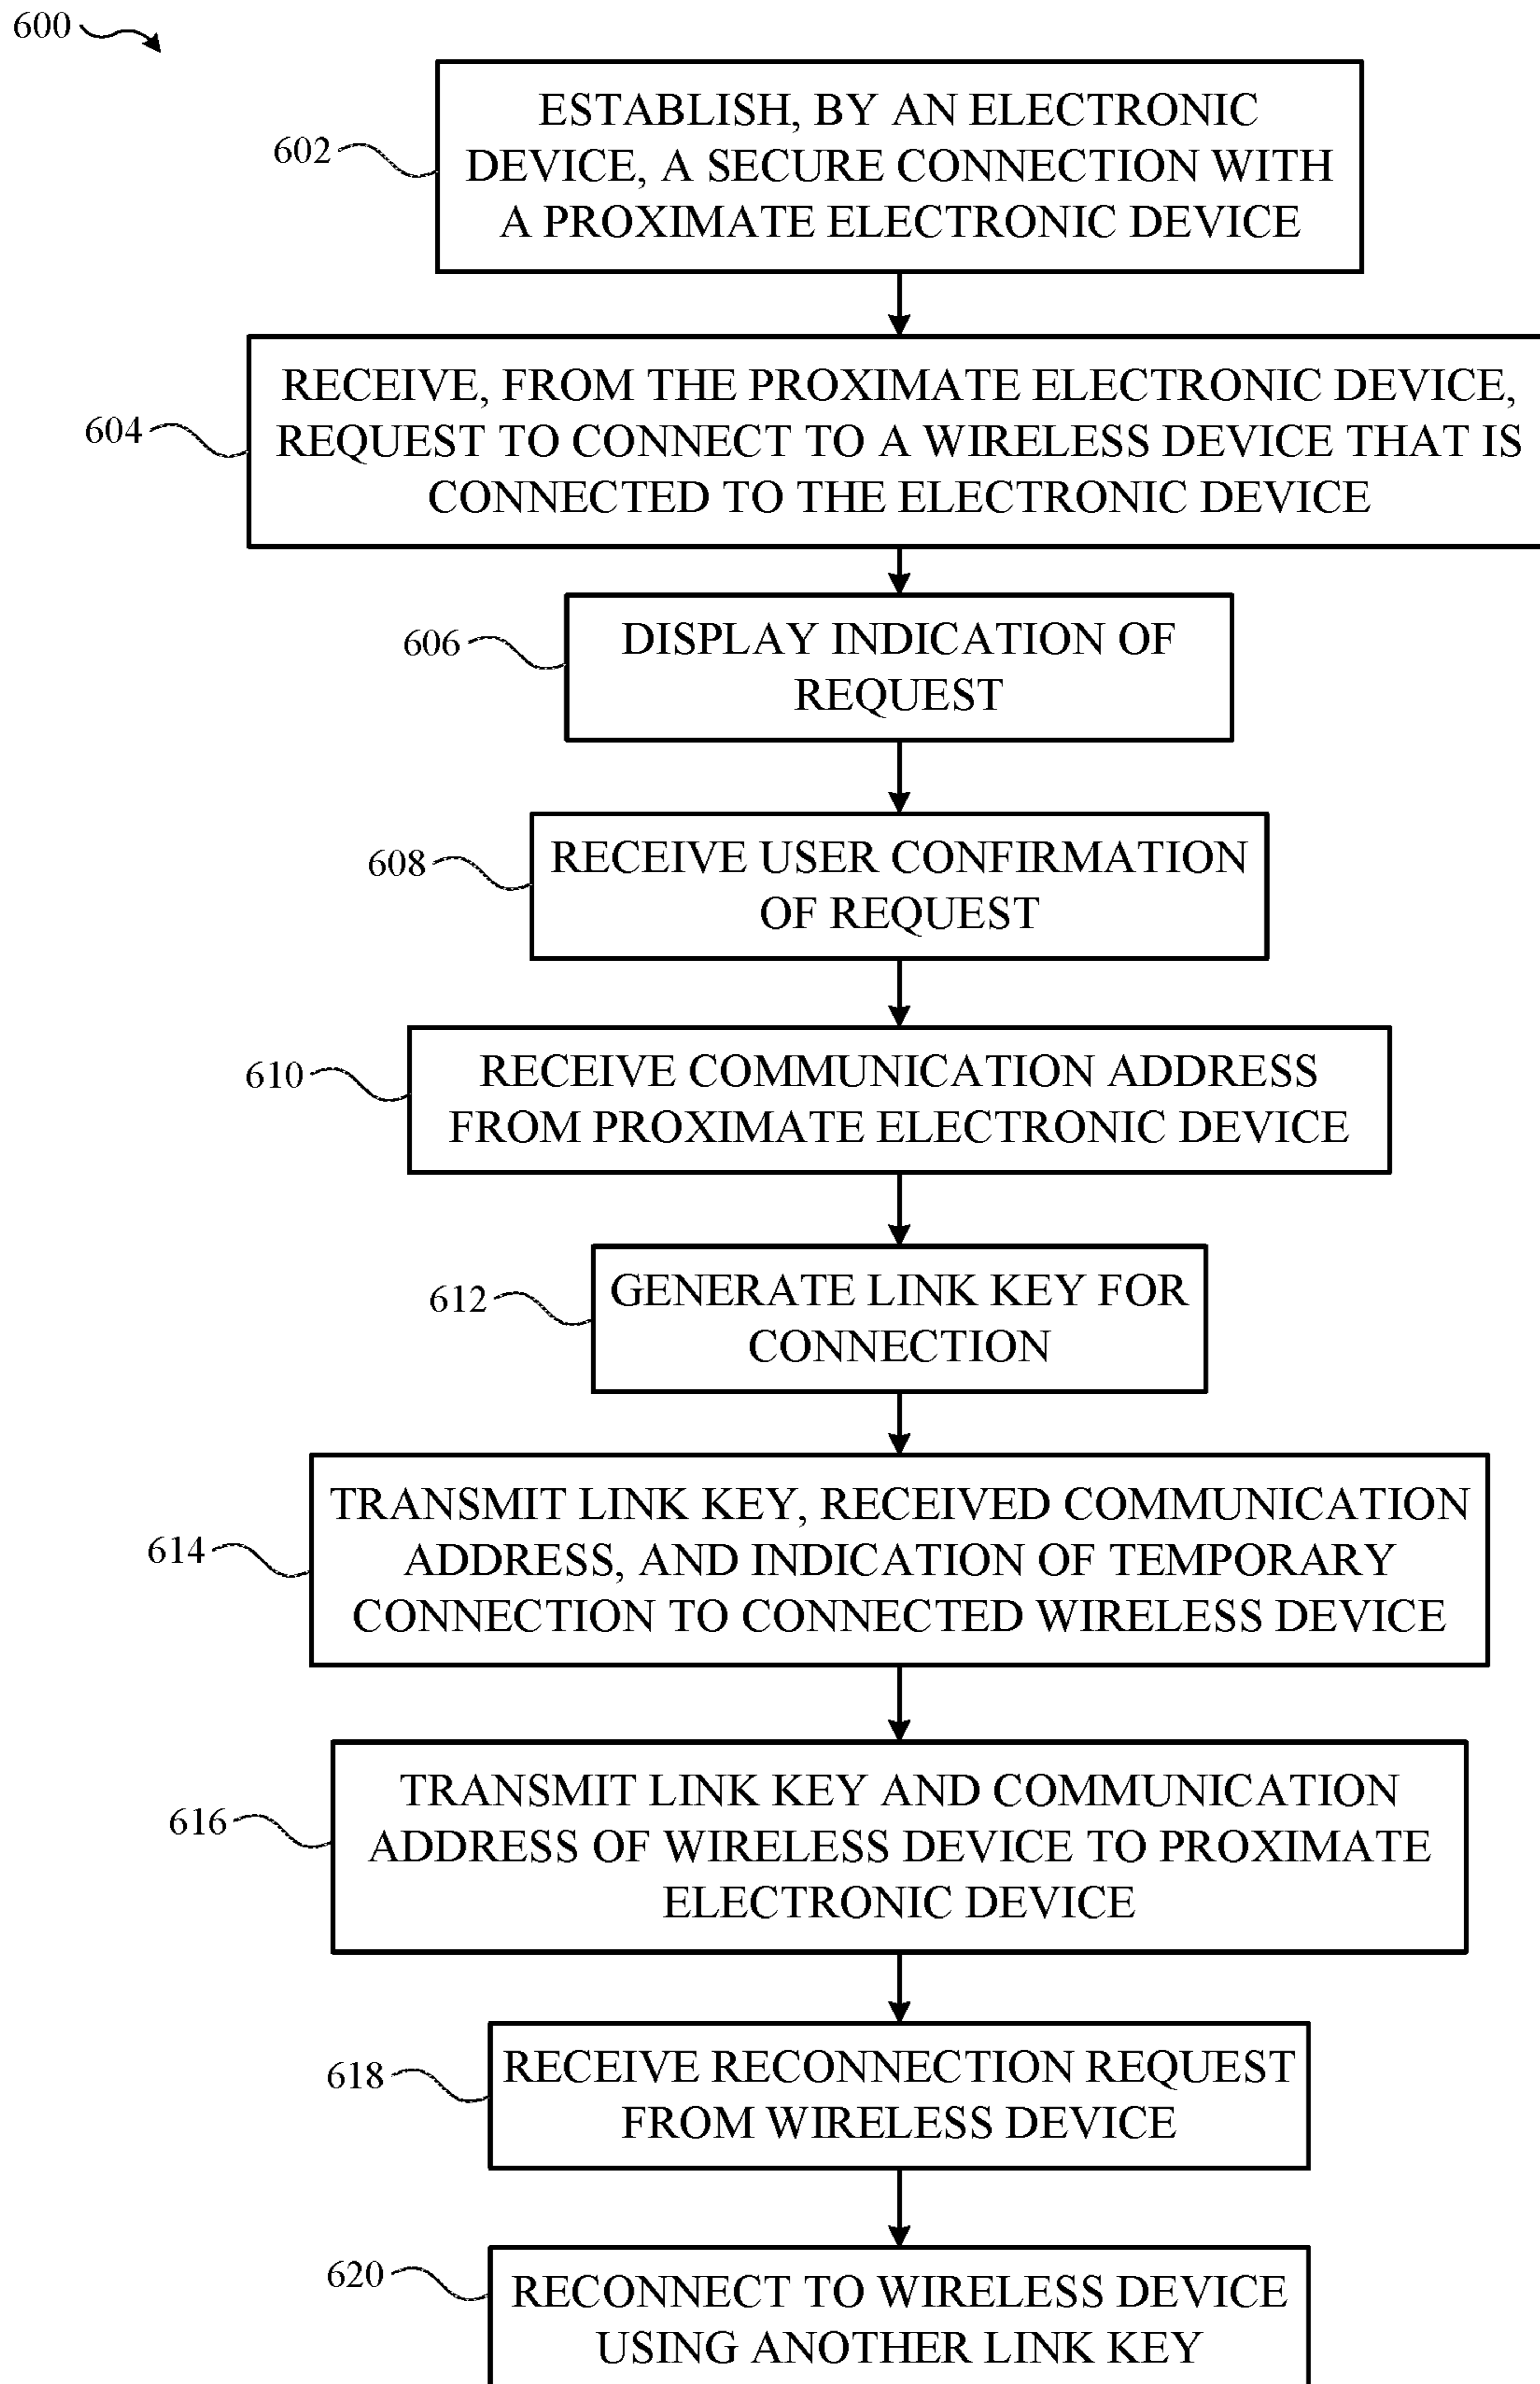 600
602
ESTABLISH, BY AN ELECTRONIC
DEVICE, A SECURE CONNECTION WITH
A PROXIMATE ELECTRONIC DEVICE
604
RECEIVE, FROM THE PROXIMATE ELECTRONIC DEVICE,
REQUEST TO CONNECT TO A WIRELESS DEVICE THAT IS
CONNECTED TO THE ELECTRONIC DEVICE
606
DISPLAY INDICATION OF
REQUEST
608
RECEIVE USER CONFIRMATION
OF REQUEST
610
RECEIVE COMMUNICATION ADDRESS
FROM PROXIMATE ELECTRONIC DEVICE
612
GENERATE LINK KEY FOR
CONNECTION
614
TRANSMIT LINK KEY, RECEIVED COMMUNICATION
ADDRESS, AND INDICATION OF TEMPORARY
CONNECTION TO CONNECTED WIRELESS DEVICE
616
TRANSMIT LINK KEY AND COMMUNICATION
ADDRESS OF WIRELESS DEVICE TO PROXIMATE
ELECTRONIC DEVICE
618
RECEIVE RECONNECTION REQUEST
FROM WIRELESS DEVICE
620
RECONNECT TO WIRELESS DEVICE
USING ANOTHER LINK KEY